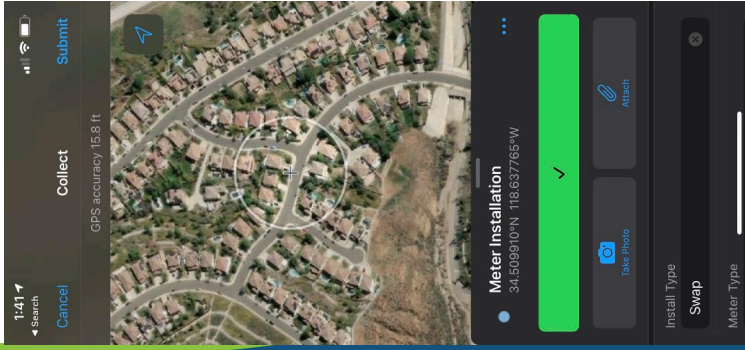 1:41
Search
Cancel
Collect
Submit
GPS accuracy 15.8 ft
Meter Installation
34.509910°N 118.637765°W
Take Photo
Attach
Install Type
Swap
Meter Type